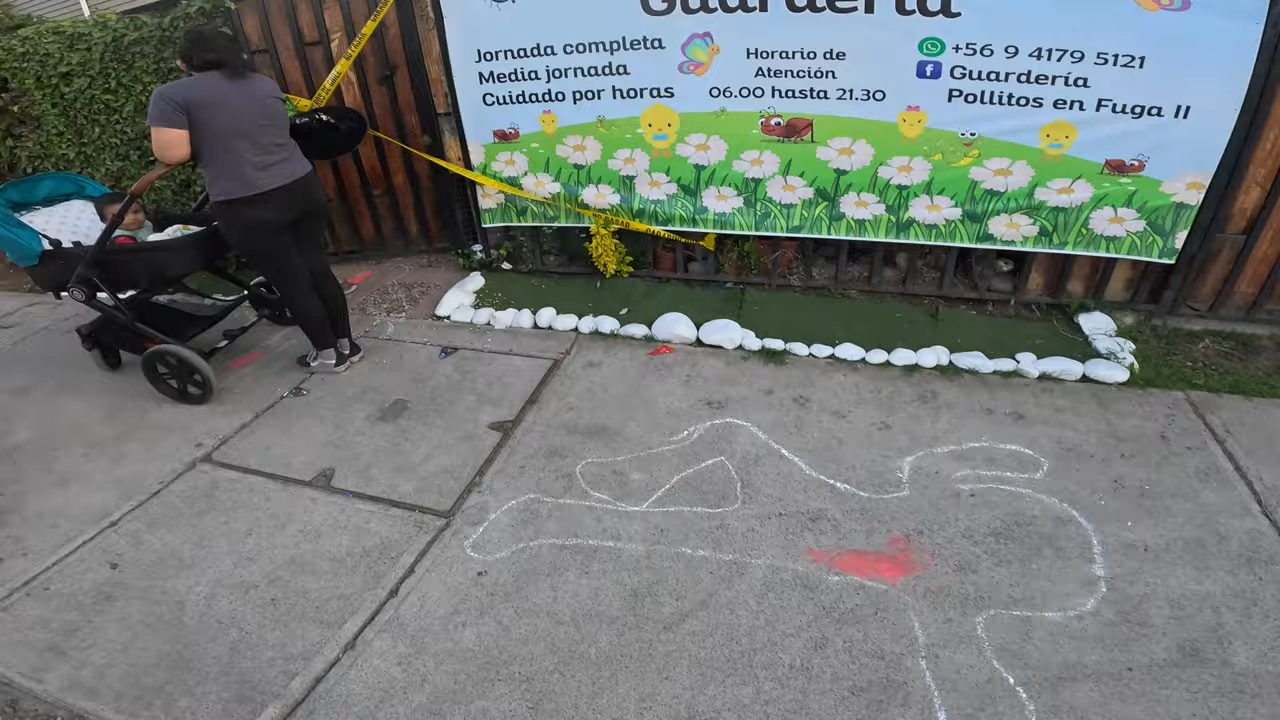 Guardería
Jornada completa
Media jornada
Cuidado por horas
Horario de
Atención
06.00 hasta 21.30
+56 9 4179 5121
Guardería
Pollitos en Fuga II
NO PASAR